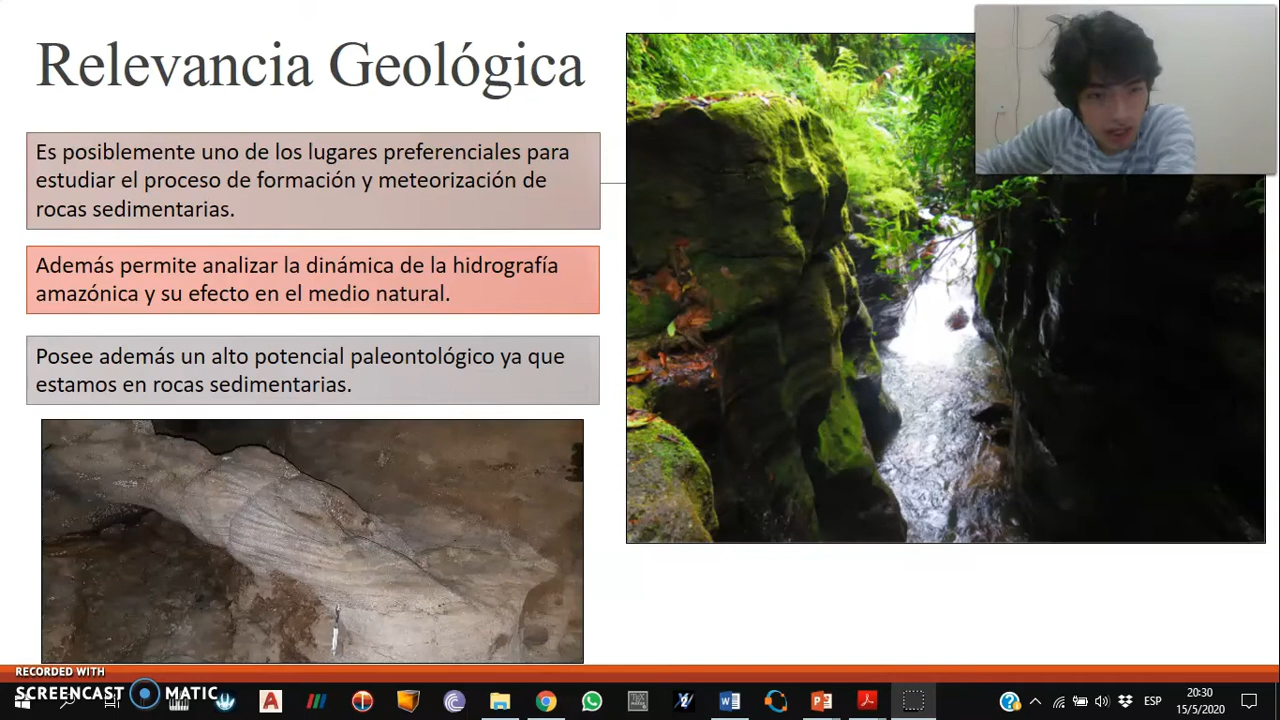 Relevancia Geológica
Es posiblemente uno de los lugares preferenciales para
estudiar el proceso de formación y meteorización de
rocas sedimentarias.
Además permite analizar la dinámica de la hidrografía
amazónica y su efecto en el medio natural.
Posee además un alto potencial paleontológico ya que
estamos en rocas sedimentarias.
RECORDED WITH
SCREENCAST MATIC
ESP
20:30
15/5/2020